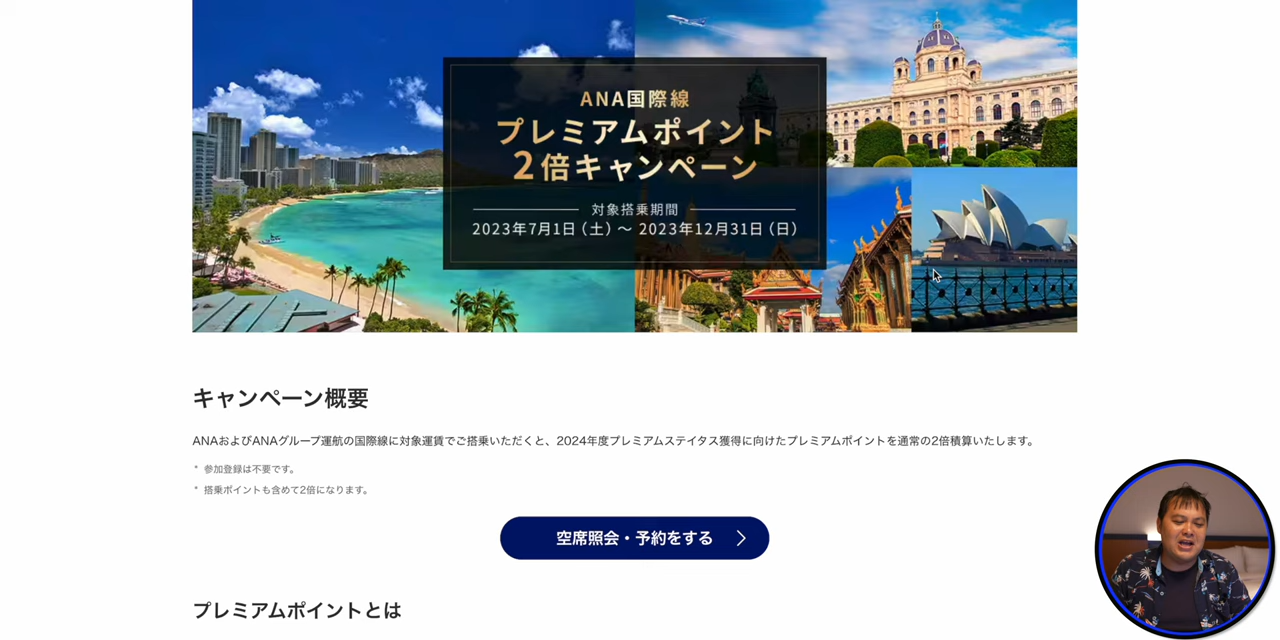 ANA国際線
プレミアムポイント
2倍キャンペーン
対象搭乗期間
2023年7月1日(土)～ 2023年12月31日(日)
キャンペーン概要
ANAおよびANAグループ運航の国際線に対象運賃でご搭乗いただくと、2024年度プレミアムステイタス獲得に向けたプレミアムポイントを通常の2倍積算いたします。
* 参加登録は不要です。
* 搭乗ポイントも含めて2倍になります。
空席照会・予約をする
プレミアムポイントとは